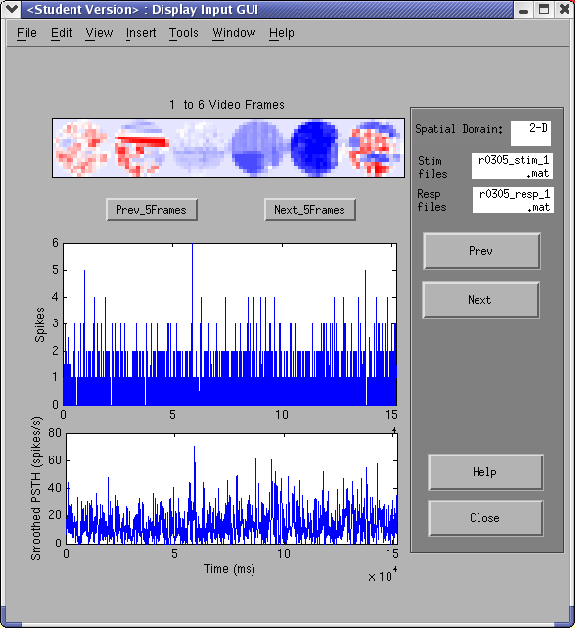 <Student Version> : Display Input GUI
File Edit View Insert Tools Window Help
1 to 6 Video Frames
Spatial Domain: 2-D
Stim files r0305_stim_1.mat
Resp files r0305_resp_1.mat
Prev_5Frames Next_5Frames
Prev
Next
Spikes
6
5
4
3
2
1
0
0 5 10 15
4
Smoothed PSTH (spikes/s)
80
60
40
20
0
0 5 10 15
Time (ms)
× 10^4
Help
Close